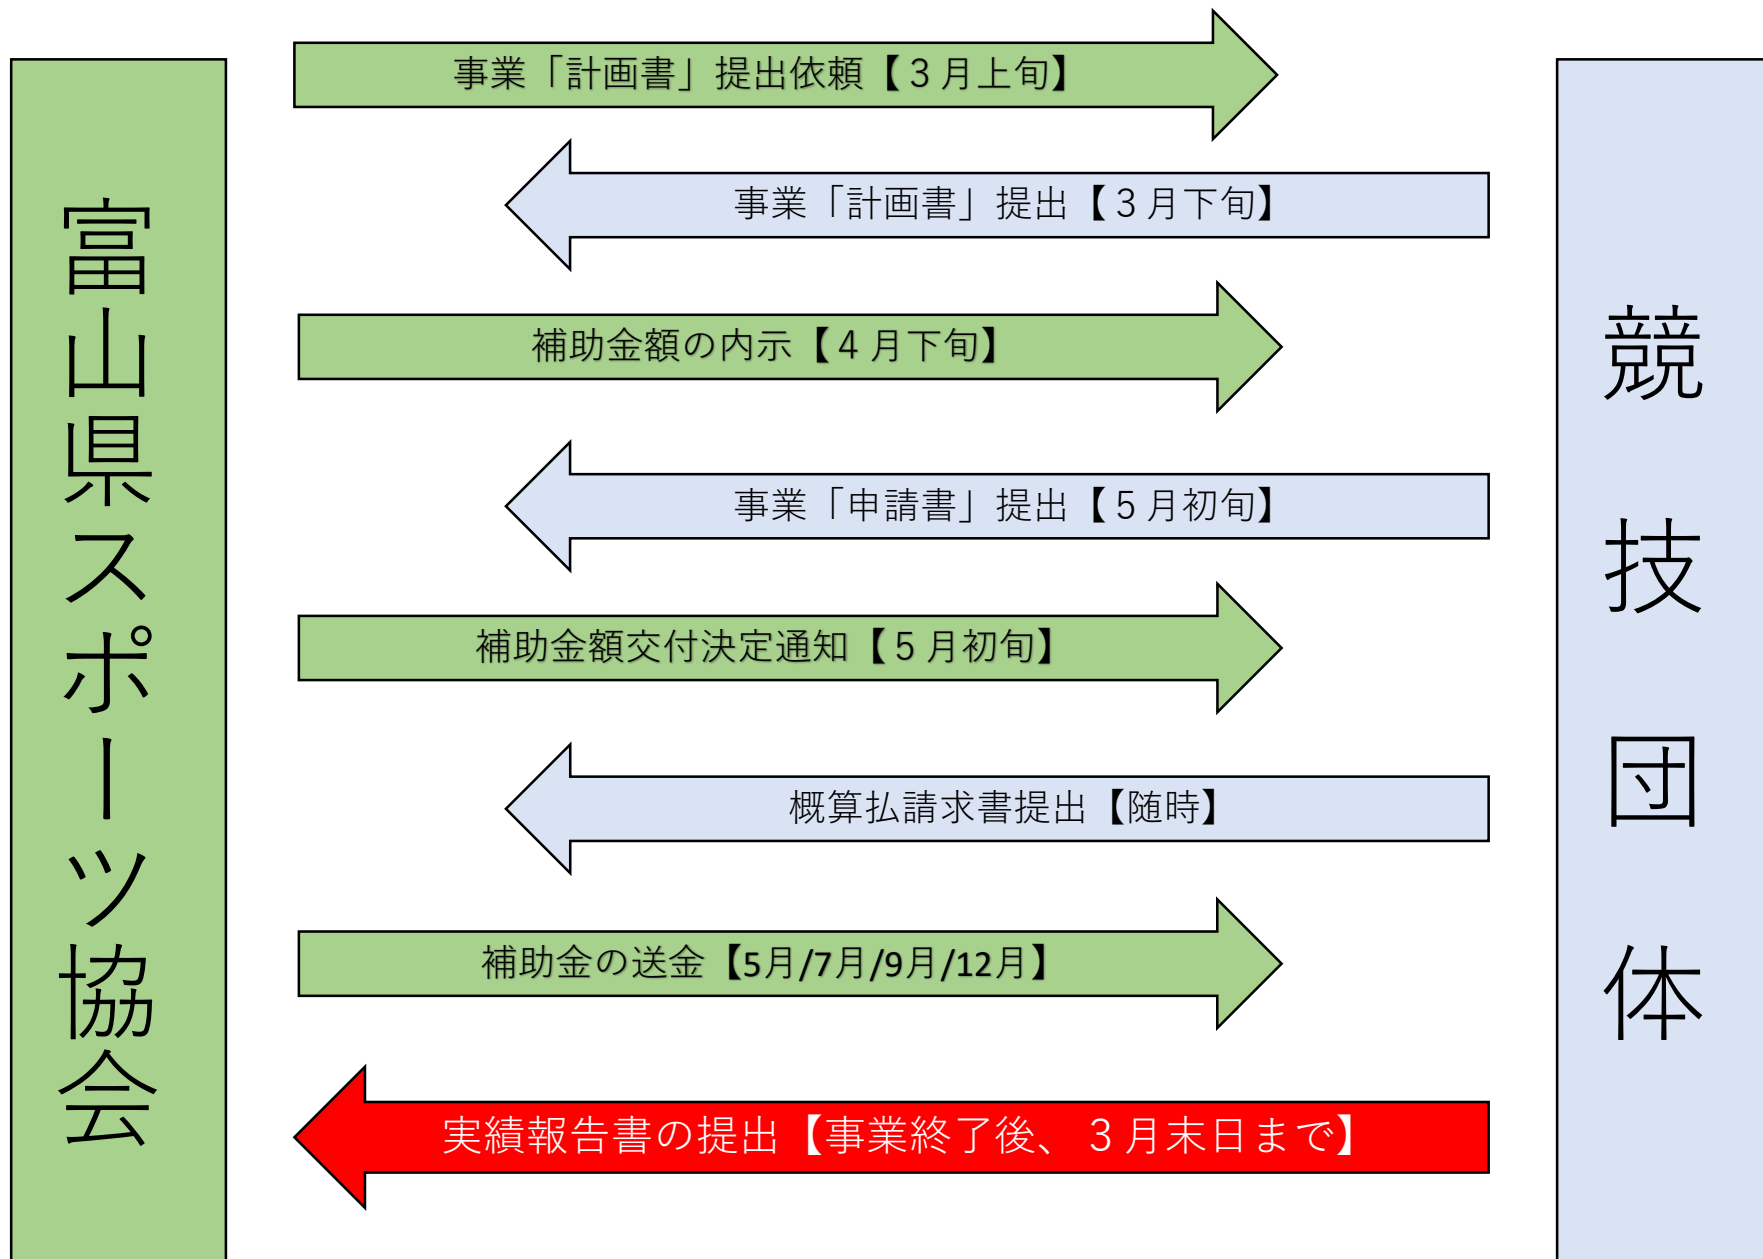 富山県スポーツ協会
事業「計画書」提出依頼【３月上旬】
事業「計画書」提出【３月下旬】
補助金額の内示【４月下旬】
事業「申請書」提出【５月初旬】
補助金額交付決定通知【５月初旬】
概算払請求書提出【随時】
補助金の送金【5月/7月/9月/12月】
実績報告書の提出【事業終了後、３月末日まで】
競技団体